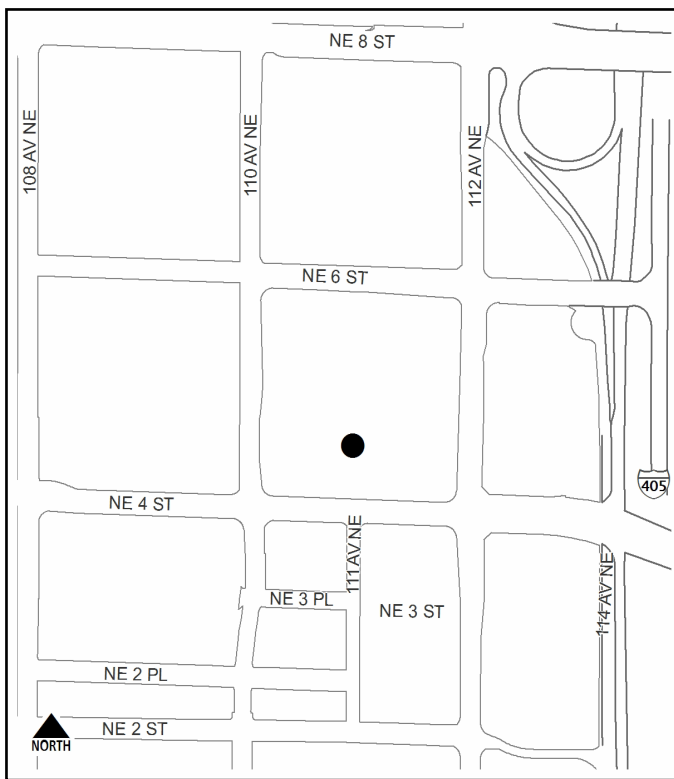 NE 8 ST
108 AV NE
110 AV NE
112 AV NE
NE 6 ST
405
NE 4 ST
111 AV NE
114 AV NE
NE 3 PL
NE 3 ST
NE 2 PL
NE 2 ST
NORTH